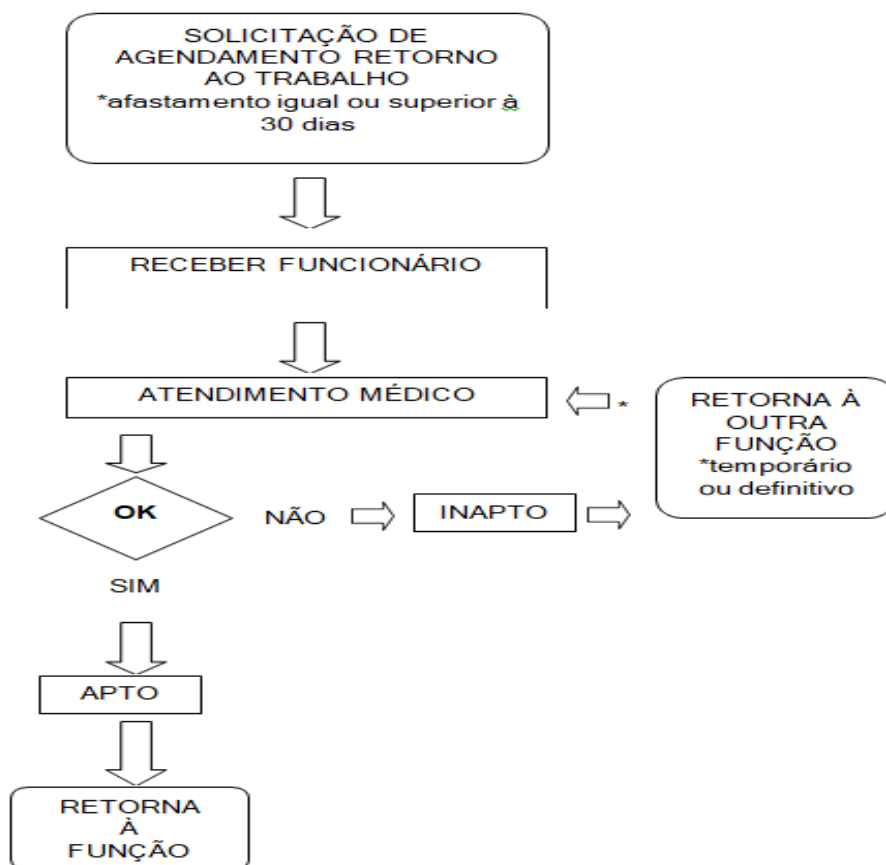 SOLICITAÇÃO DE
AGENDAMENTO RETORNO
AO TRABALHO
*afastamento igual ou superior à
30 dias
RECEBER FUNCIONÁRIO
ATENDIMENTO MÉDICO
*
RETORNA À
OUTRA
FUNÇÃO
*temporário
ou definitivo
OK
NÃO
INAPTO
SIM
APTO
RETORNA
À
FUNÇÃO